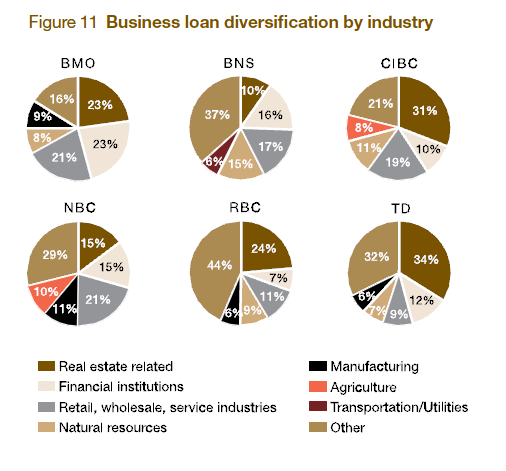 Figure 11 Business loan diversification by industry
BMO BNS CIBC
16% 23% 10% 21% 31%
9% 37% 16% 8%
8% 23% 17% 11% 10%
21% 6% 15% 19%
NBC RBC TD
29% 15% 24% 32% 34%
10% 15% 44% 7%
11% 21% 6% 9% 11% 6% 7% 9% 12%
Real estate related
Financial institutions
Retail, wholesale, service industries
Natural resources
Manufacturing
Agriculture
Transportation/Utilities
Other